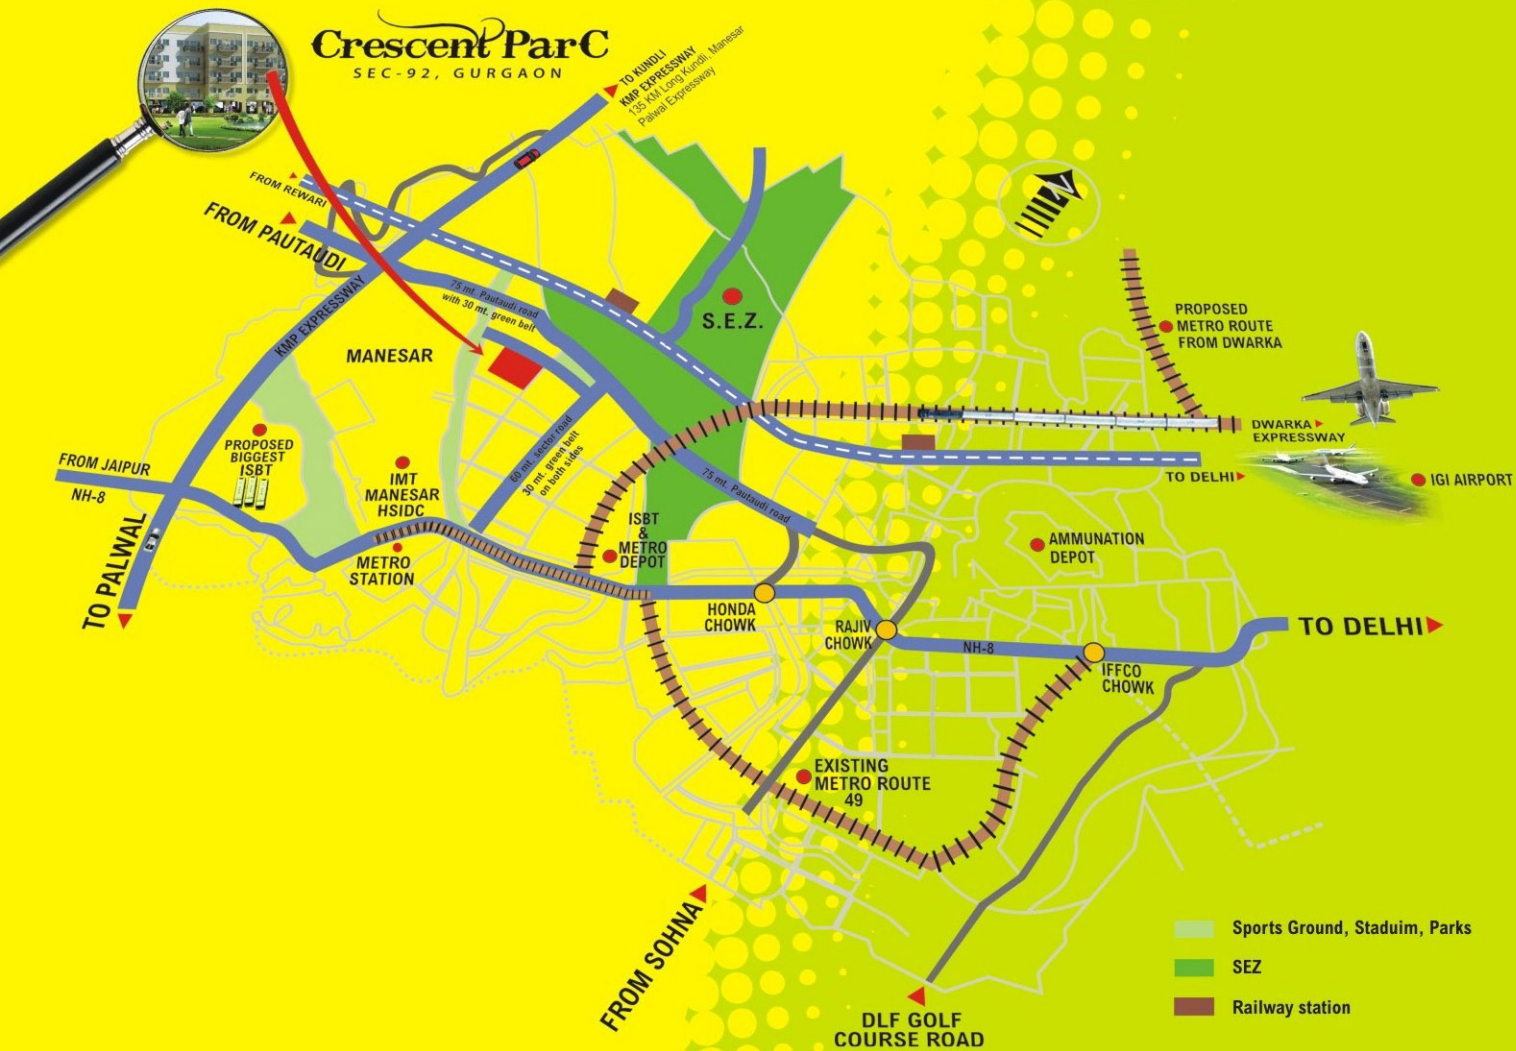 Crescent ParC
SEC-92, GURGAON
TO KUNDLI
KMP EXPRESSWAY
135 KM Long Kundli, Manesar
Palwal Expressway
FROM REWARI
FROM PAUTAUDI
N
75 mt. Pautaudi road
with 30 mt. green belt
S.E.Z.
KMP EXPRESSWAY
MANESAR
PROPOSED
METRO ROUTE
FROM DWARKA
DWARKA
EXPRESSWAY
TO DELHI
IGI AIRPORT
PROPOSED
BIGGEST
ISBT
FROM JAIPUR
NH-8
IMT
MANESAR
HSIDC
60 mt. sector road
30 mt. green belt
on both sides
75 mt. Pautaudi road
ISBT
&
METRO
DEPOT
METRO
STATION
TO PALWAL
AMMUNATION
DEPOT
HONDA
CHOWK
RAJIV
CHOWK
NH-8
IFFCO
CHOWK
TO DELHI
EXISTING
METRO ROUTE
49
FROM SOHNA
DLF GOLF
COURSE ROAD
Sports Ground, Staduim, Parks
SEZ
Railway station